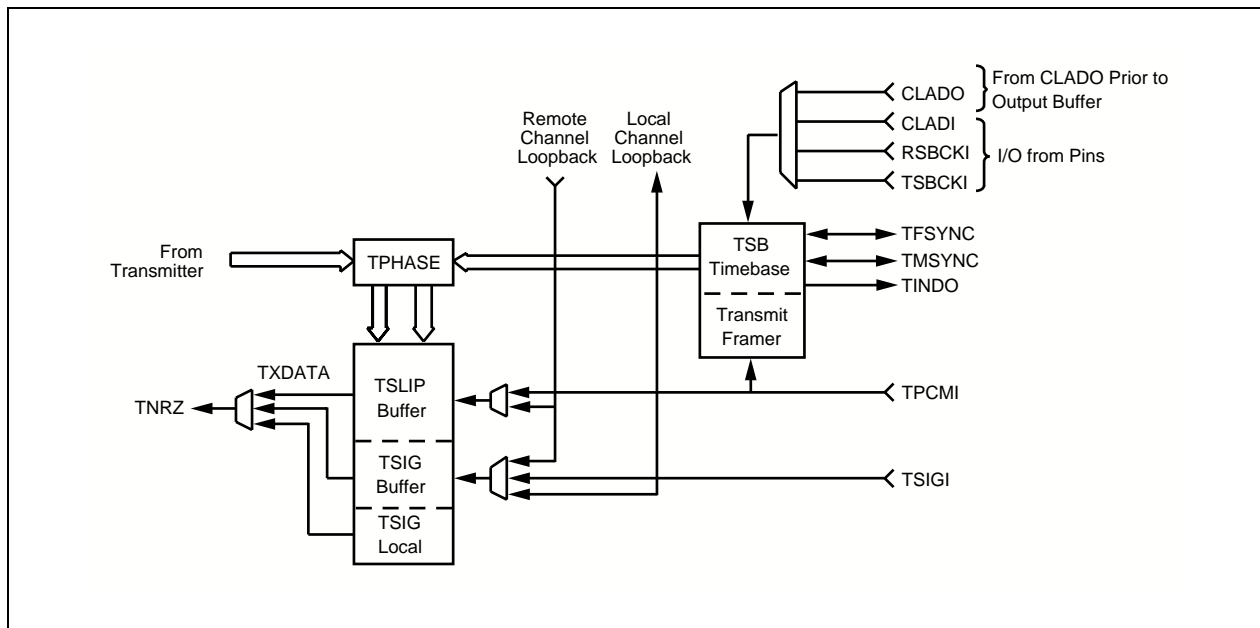 From CLADO Prior to
Output Buffer
CLADO
CLADI
RSBCKI
TSBCKI
I/O from Pins
Remote
Channel
Loopback
Local
Channel
Loopback
From
Transmitter
TPHASE
TSB
Timebase
Transmit
Framer
TFSYNC
TMSYNC
TINDO
TXDATA
TNRZ
TSLIP
Buffer
TSIG
Buffer
TSIG
Local
TPCMI
TSIGI